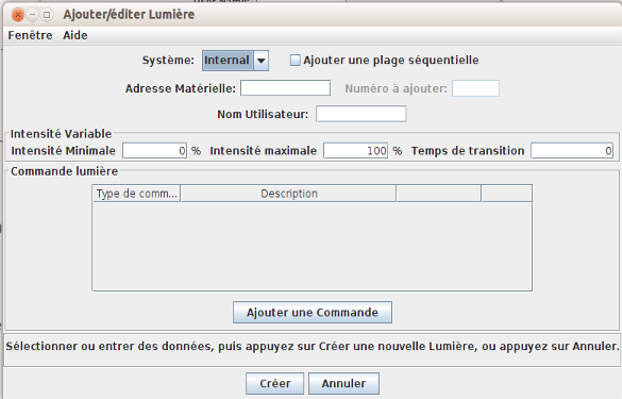 Ajouter/éditer Lumière
Fenêtre Aide
Système: Internal Ajouter une plage séquentielle
Adresse Matérielle: Numéro à ajouter:
Nom Utilisateur:
Intensité Variable
Intensité Minimale 0 % Intensité maximale 100 % Temps de transition 0
Commande lumière
Type de comm... Description
Ajouter une Commande
Sélectionner ou entrer des données, puis appuyez sur Créer une nouvelle Lumière, ou appuyez sur Annuler.
Créer Annuler